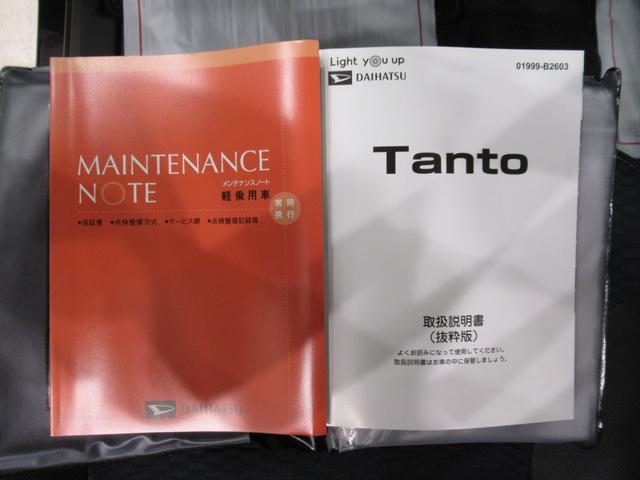 MAINTENANCE
NOTE
メンテナンスノート
軽乗用車
常時
携行
●保証書 ●点検整備方式 ●サービス網 ●点検整備記録簿
DAIHATSU
Light you up
DAIHATSU
01999-B2603
Tanto
取扱説明書
（抜粋版）
よくお読みになって使用してください。
取扱説明書はお車の中に保管しましょう。